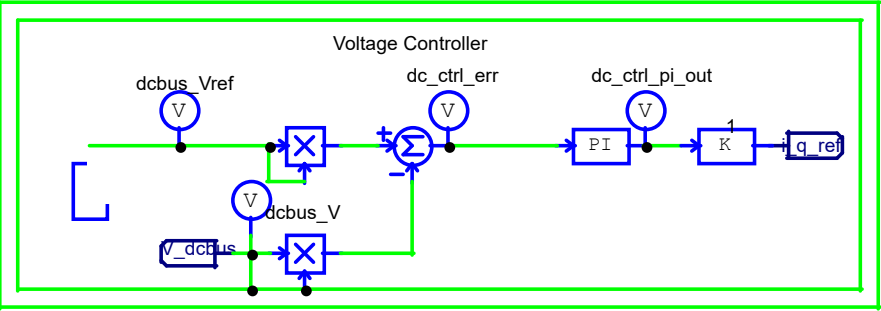 Voltage Controller
dcbus_Vref
dc_ctrl_err
dc_ctrl_pi_out
V
V
V
1
+
Σ
PI
K
i_q_ref
−
V
dcbus_V
V_dcbus